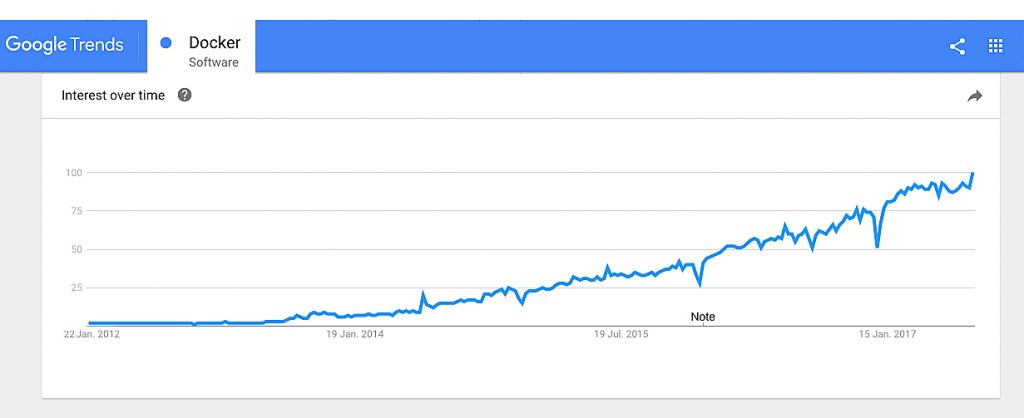 Google Trends
Docker
Software
Interest over time ?
100
75
50
25
Note
22 Jan. 2012 19 Jan. 2014 19 Jul. 2015 15 Jan. 2017